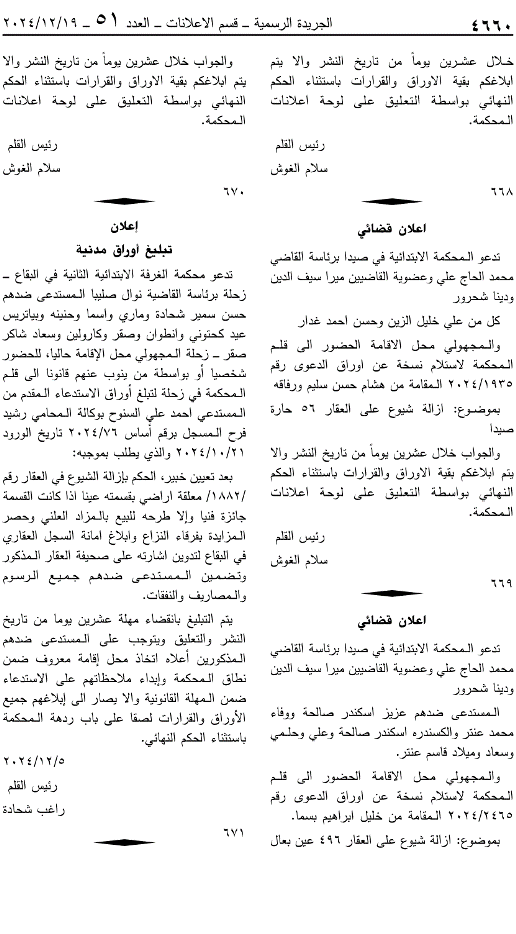 ٤٦٦٠
الجريدة الرسمية ــ قسم الاعلانات ــ العدد ٥١ ــ ٢٠٢٤/١٢/١٩
خلال عشرين يوماً من تاريخ النشر والا يتم
ابلاغكم بقية الاوراق والقرارات باستثناء الحكم
النهائي بواسطة التعليق على لوحة اعلانات
المحكمة.
رئيس القلم
سلام الغوش
٦٦٨
اعلان قضائي
تدعو المحكمة الابتدائية في صيدا برئاسة القاضي
محمد الحاج علي وعضوية القاضيين ميرا سيف الدين
ودينا شحرور
كل من علي خليل الزين وحسن احمد غدار
والمجهولي محل الاقامة الحضور الى قلم
المحكمة لاستلام نسخة عن اوراق الدعوى رقم
٢٠٢٤/١٩٣٥ المقامة من هشام حسن سليم ورفاقه
بموضوع: ازالة شيوع على العقار ٥٦ حارة
صيدا
والجواب خلال عشرين يوماً من تاريخ النشر والا
يتم ابلاغكم بقية الاوراق والقرارات باستثناء الحكم
النهائي بواسطة التعليق على لوحة اعلانات
المحكمة.
رئيس القلم
سلام الغوش
٦٦٩
اعلان قضائي
تدعو المحكمة الابتدائية في صيدا برئاسة القاضي
محمد الحاج علي وعضوية القاضيين ميرا سيف الدين
ودينا شحرور
المستدعى ضدهم عزيز اسكندر صالحة ووفاء
محمد عنتر والكسندره اسكندر صالحة وعلي وحلمي
وسعاد وميلاد قاسم عنتر.
والمجهولي محل الاقامة الحضور الى قلم
المحكمة لاستلام نسخة عن اوراق الدعوى رقم
٢٠٢٤/٢٤٦٥ المقامة من خليل ابراهيم بسما.
بموضوع: ازالة شيوع على العقار ٤٩٦ عين بعال
والجواب خلال عشرين يوماً من تاريخ النشر والا
يتم ابلاغكم بقية الاوراق والقرارات باستثناء الحكم
النهائي بواسطة التعليق على لوحة اعلانات
المحكمة.
رئيس القلم
سلام الغوش
٦٧٠
إعلان
تبليغ أوراق مدنية
تدعو محكمة الغرفة الابتدائية الثانية في البقاع ــ
زحلة برئاسة القاضية نوال صليبا المستدعى ضدهم
حسن سمير شحادة وماري واسما وحنينه وبياتريس
عيد كحتوني وانطوان وصقر وكارولين وسعاد شاكر
صقر ــ زحلة المجهولي محل الإقامة حاليا، للحضور
شخصيا أو بواسطة من ينوب عنهم قانونا الى قلم
المحكمة في زحلة لتبلغ أوراق الاستدعاء المقدم من
المستدعي احمد علي السنوح بوكالة المحامي رشيد
فرح المسجل برقم أساس ٢٠٢٤/٧٦ تاريخ الورود
٢٠٢٤/١٠/٢١ والذي يطلب بموجبه:
بعد تعيين خبير، الحكم بإزالة الشيوع في العقار رقم
/١٨٨٢/ معلقة اراضي بقسمته عينا اذا كانت القسمة
جائزة فنيا وإلا طرحه للبيع بالمزاد العلني وحصر
المزايدة بفرقاء النزاع وابلاغ امانة السجل العقاري
في البقاع لتدوين اشارته على صحيفة العقار المذكور
وتضمين المستدعى ضدهم جميع الرسوم
والمصاريف والنفقات.
يتم التبليغ بانقضاء مهلة عشرين يوما من تاريخ
النشر والتعليق ويتوجب على المستدعى ضدهم
المذكورين أعلاه اتخاذ محل إقامة معروف ضمن
نطاق المحكمة وإبداء ملاحظاتهم على الاستدعاء
ضمن المهلة القانونية والا يصار الى إبلاغهم جميع
الأوراق والقرارات لصقا على باب ردهة المحكمة
باستثناء الحكم النهائي.
٢٠٢٤/١٢/٥
رئيس القلم
راغب شحادة
٦٧١